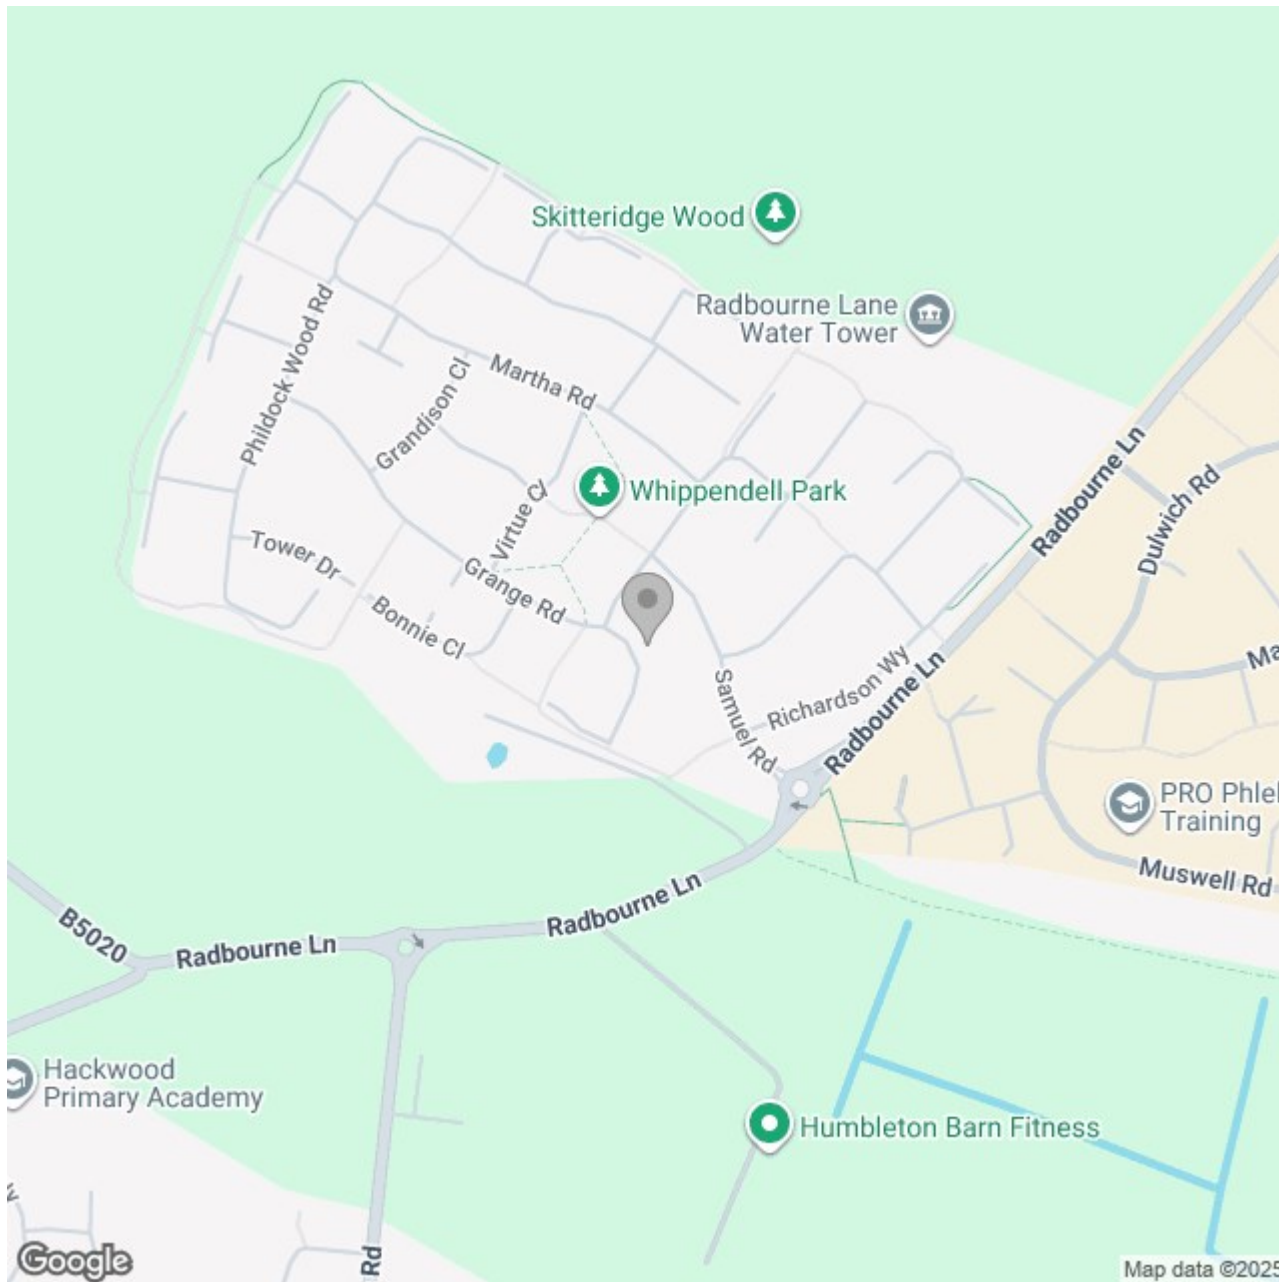 Skitteridge Wood
Radbourne Lane
Water Tower
Phildock Wood Rd
Martha Rd
Grandison Cl
Radbourne Ln
Dulwich Rd
Whippendell Park
Virtue Cl
Tower Dr
Grange Rd
Bonnie Cl
Ma
Richardson Wy
Samuel Rd
Radbourne Ln
PRO Phle
Training
Muswell Rd
Radbourne Ln
B5020
Radbourne Ln
Hackwood
Primary Academy
Humbleton Barn Fitness
Rd
Google
Map data ©2025